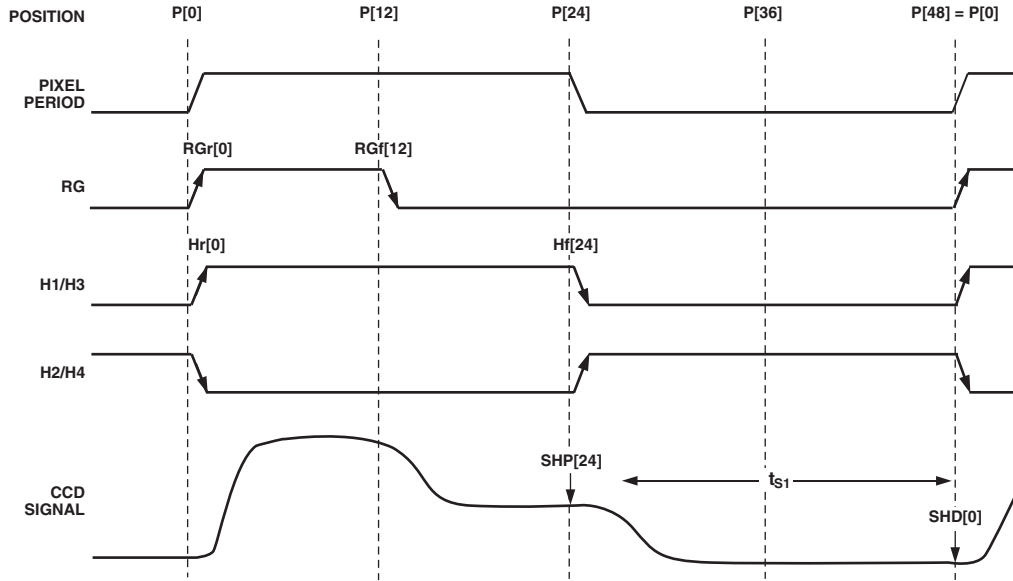 POSITION P[0] P[12] P[24] P[36] P[48] = P[0]
PIXEL
PERIOD
RGr[0] RGf[12]
RG
Hr[0] Hf[24]
H1/H3
H2/H4
SHP[24]
CCD
SIGNAL
tS1
SHD[0]